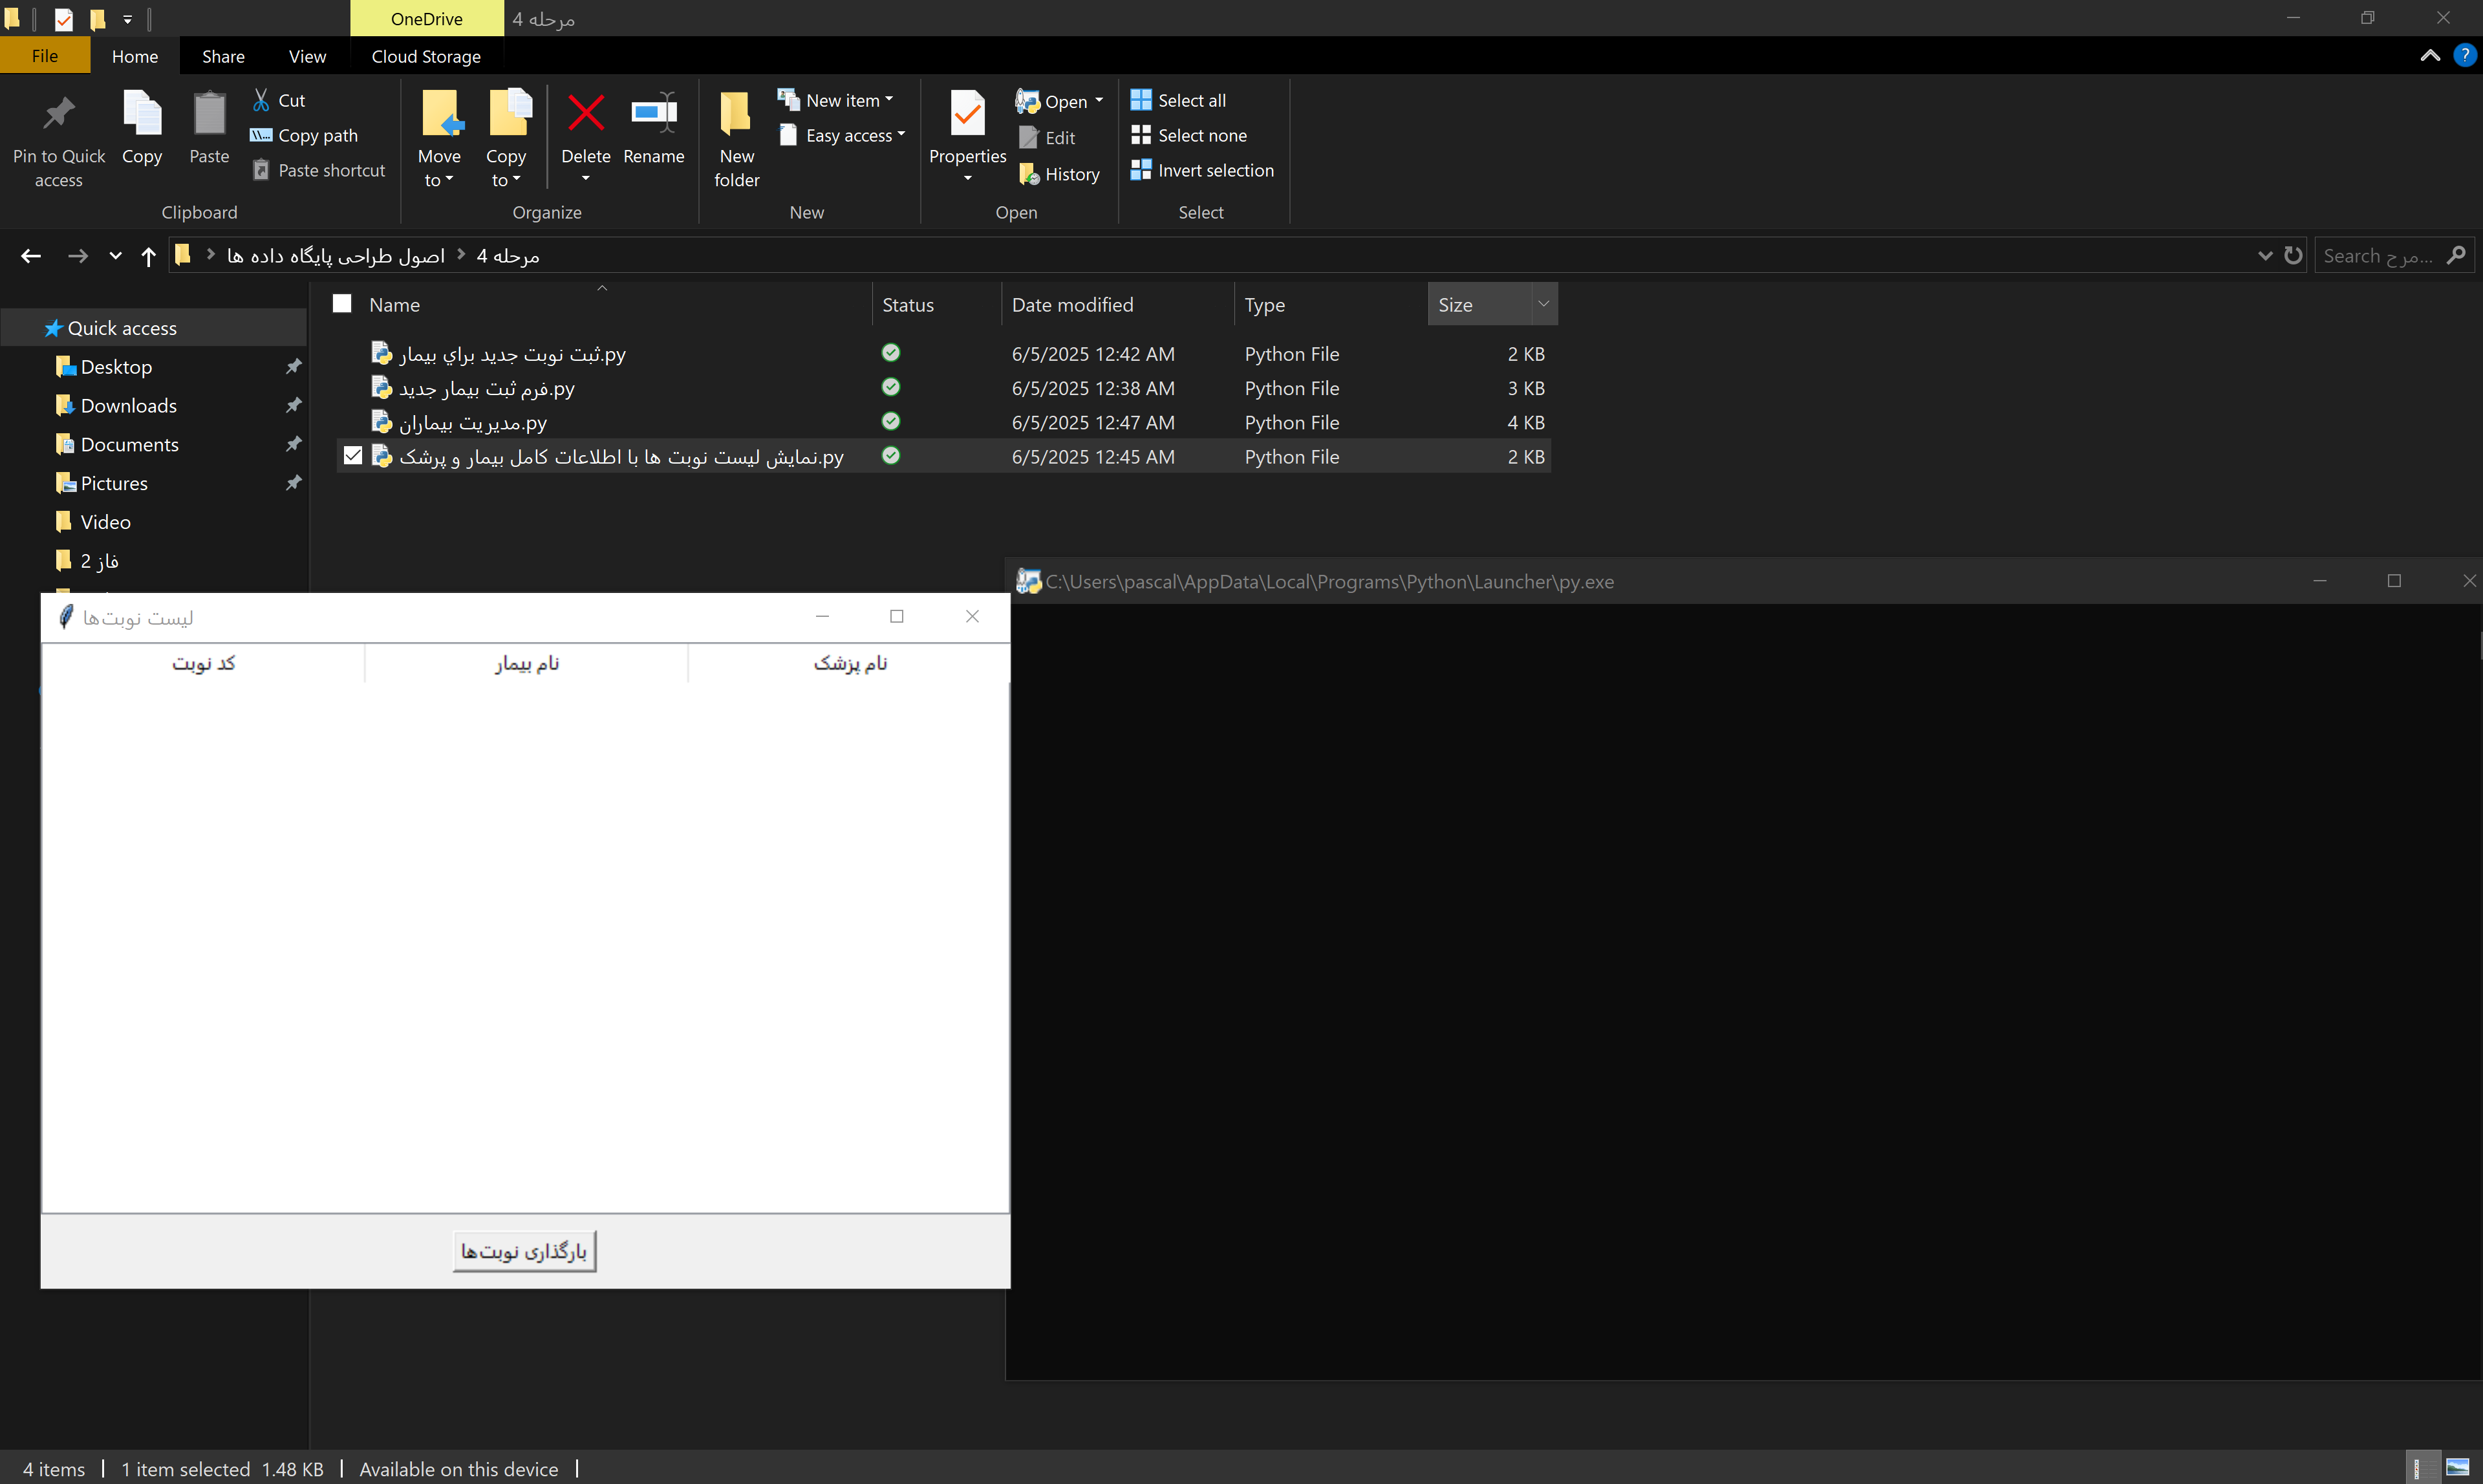 OneDrive
مرحله 4
File Home Share View Cloud Storage
Pin to Quick access
Copy
Paste
Cut
Copy path
Paste shortcut
Clipboard
Move to
Copy to
Delete
Rename
Organize
New folder
New item
Easy access
New
Properties
Open
Edit
History
Open
Select all
Select none
Invert selection
Select
اصول طراحی پایگاه داده ها
مرحله 4
Search مرح...
Name Status Date modified Type Size
ثبت نوبت جديد براي بيمار.py 6/5/2025 12:42 AM Python File 2 KB
فرم ثبت بیمار جدید.py 6/5/2025 12:38 AM Python File 3 KB
مدیریت بیماران.py 6/5/2025 12:47 AM Python File 4 KB
نمایش لیست نوبت ها با اطلاعات کامل بیمار و پرشک.py 6/5/2025 12:45 AM Python File 2 KB
Quick access
Desktop
Downloads
Documents
Pictures
Video
فاز 2
C:\Users\pascal\AppData\Local\Programs\Python\Launcher\py.exe
لیست نوبت‌ها
کد نوبت
نام بیمار
نام پزشک
بارگذاری نوبت‌ها
4 items 1 item selected 1.48 KB Available on this device